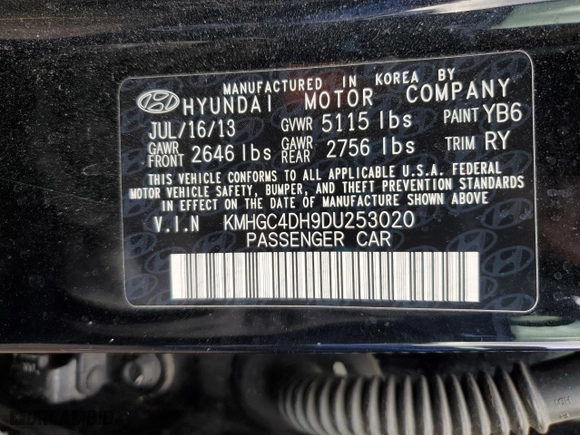 MANUFACTURED IN KOREA BY
HYUNDAI MOTOR COMPANY
JUL/16/13 GVWR 5115 lbs PAINT YB6
GAWR FRONT 2646 lbs GAWR REAR 2756 lbs TRIM RY
THIS VEHICLE CONFORMS TO ALL APPLICABLE U.S.A. FEDERAL
MOTOR VEHICLE SAFETY, BUMPER, AND THEFT PREVENTION STANDARDS
IN EFFECT ON THE DATE OF MANUFACTURE SHOWN ABOVE
V.I.N KMHGC4DH9DU253020
PASSENGER CAR